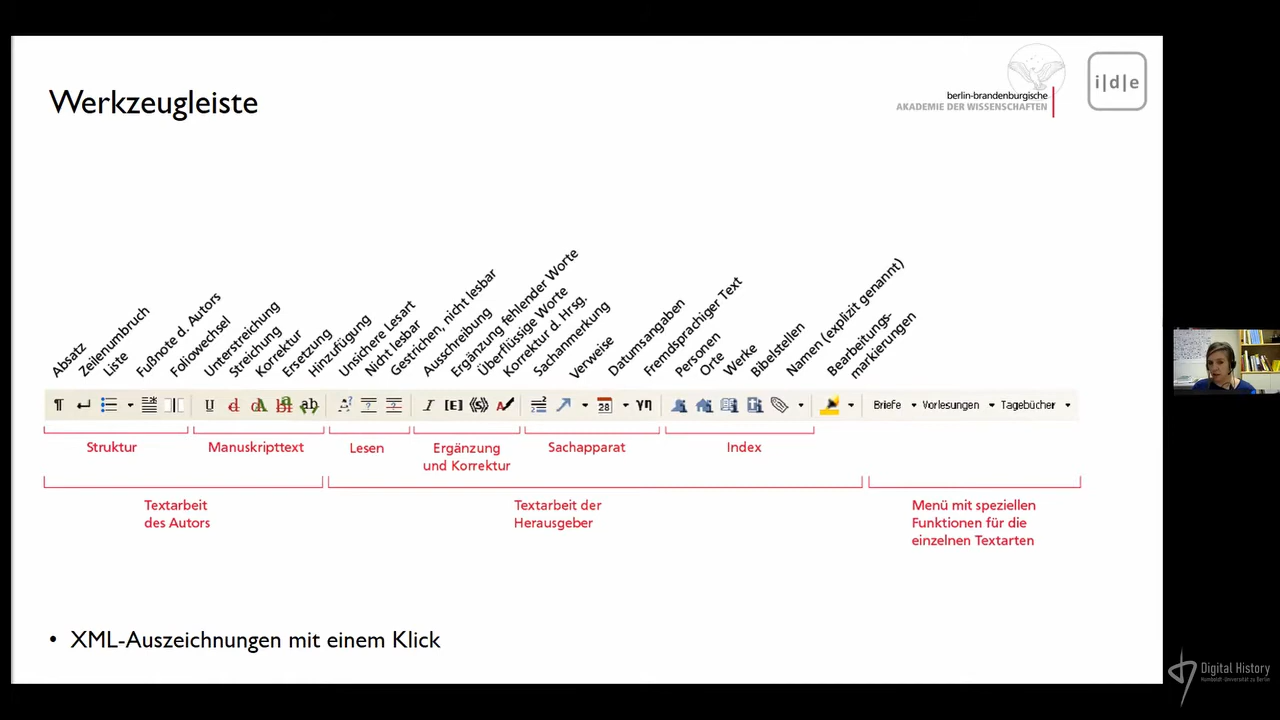 Werkzeugleiste
berlin-brandenburgische
AKADEMIE DER WISSENSCHAFTEN
i|d|e
Absatz
Zeilenumbruch
Liste
Fußnote d. Autors
Foliowechsel
Unterstreichung
Streichung
Korrektur
Ersetzung
Hinzufügung
Unsichere Lesart
Nicht lesbar
Gestrichen, nicht lesbar
Ausschreibung
Ergänzung fehlender Worte
Überflüssige Worte
Korrektur d. Hrsg.
Sachanmerkung
Verweise
Datumsangaben
Fremdsprachiger Text
Personen
Orte
Werke
Bibelstellen
Namen (explizit genannt)
Bearbeitungs-
markierungen
Briefe Vorlesungen Tagebücher
Struktur
Manuskripttext
Lesen
Ergänzung
und Korrektur
Sachapparat
Index
Textarbeit
des Autors
Textarbeit der
Herausgeber
Menü mit speziellen
Funktionen für die
einzelnen Textarten
• XML-Auszeichnungen mit einem Klick
Digital History
Humboldt-Universität zu Berlin